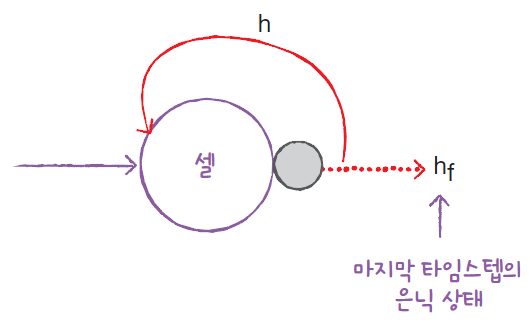 h
셀
hf
마지막 타임스텝의
은닉 상태